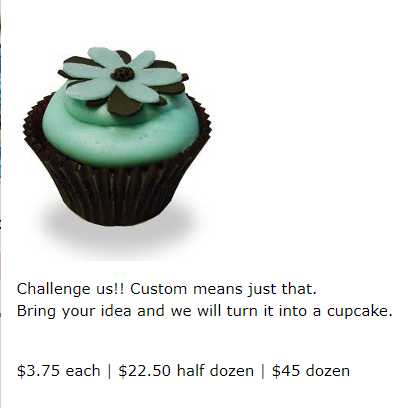 Challenge us!! Custom means just that.
Bring your idea and we will turn it into a cupcake.
$3.75 each | $22.50 half dozen | $45 dozen